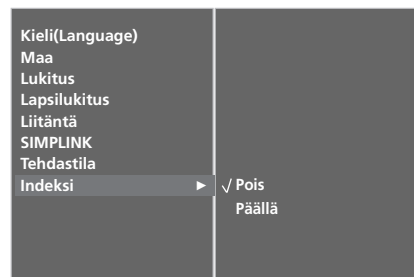 Kieli(Language)
Maa
Lukitus
Lapsilukitus
Liitäntä
SIMPLINK
Tehdastila
Indeksi ► √ Pois
Päällä